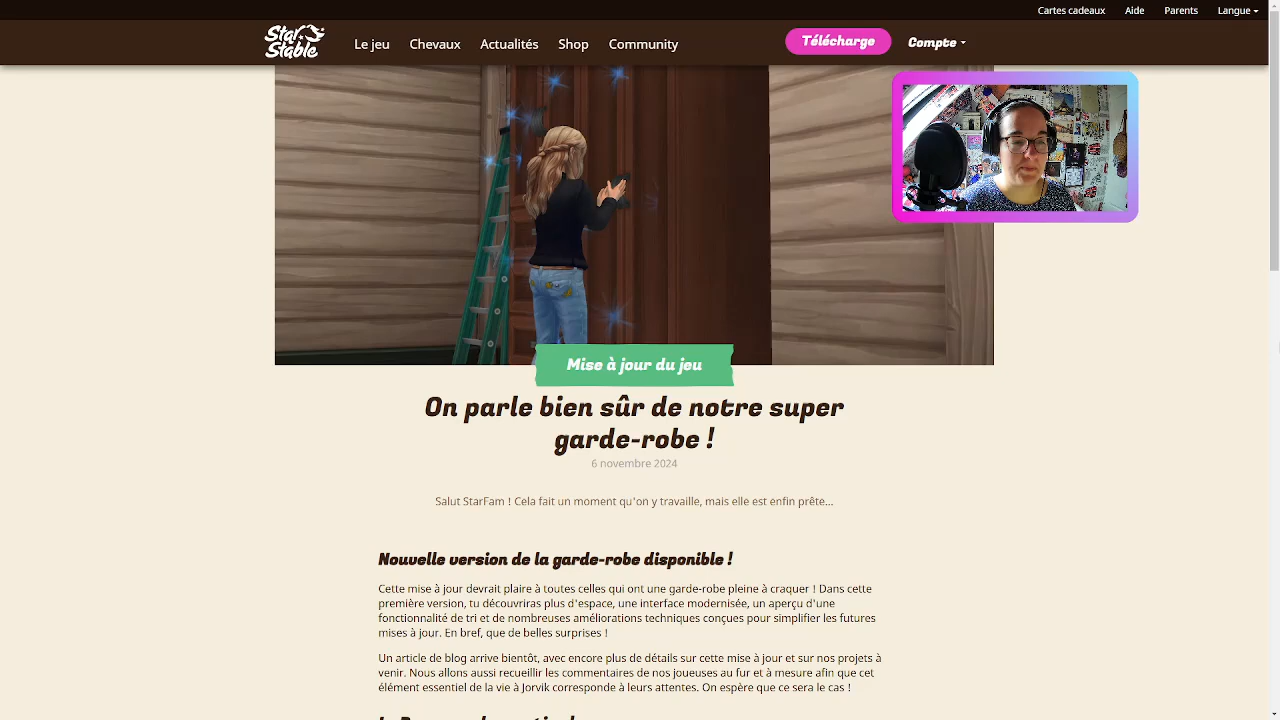 Cartes cadeaux Aide Parents Langue
Star Stable
Le jeu Chevaux Actualités Shop Community Télécharge Compte
Mise à jour du jeu
On parle bien sûr de notre super
garde-robe !
6 novembre 2024
Salut StarFam ! Cela fait un moment qu'on y travaille, mais elle est enfin prête...
Nouvelle version de la garde-robe disponible !
Cette mise à jour devrait plaire à toutes celles qui ont une garde-robe pleine à craquer ! Dans cette
première version, tu découvriras plus d'espace, une interface modernisée, un aperçu d'une
fonctionnalité de tri et de nombreuses améliorations techniques conçues pour simplifier les futures
mises à jour. En bref, que de belles surprises !
Un article de blog arrive bientôt, avec encore plus de détails sur cette mise à jour et sur nos projets à
venir. Nous allons aussi recueillir les commentaires de nos joueuses au fur et à mesure afin que cet
élément essentiel de la vie à Jorvik corresponde à leurs attentes. On espère que ce sera le cas !